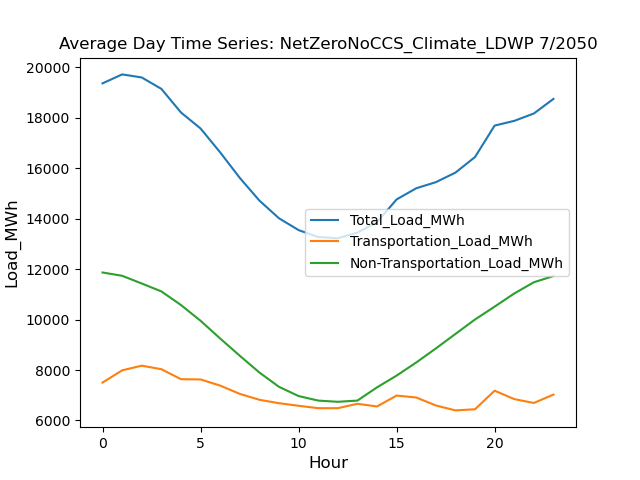 Average Day Time Series: NetZeroNoCCS_Climate_LDWP 7/2050
Load_MWh
20000
18000
16000
14000
12000
10000
8000
6000
Total_Load_MWh
Transportation_Load_MWh
Non-Transportation_Load_MWh
0 5 10 15 20
Hour